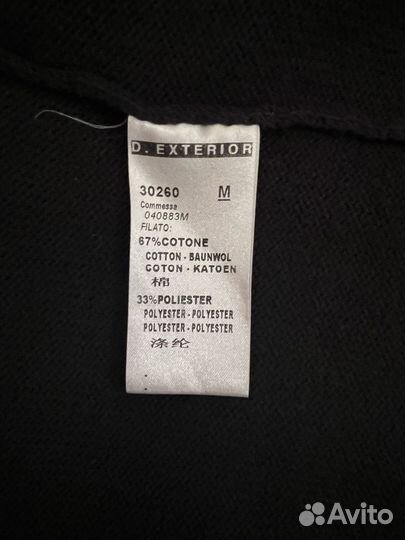 D. EXTERIOR
30260 M
Commessa
040883M
FILATO:
67%COTONE
COTTON - BAUNWOL
COTON - KATOEN
棉
33%POLIESTER
POLYESTER - POLYESTER
POLYESTER - POLYESTER
涤纶
Avito